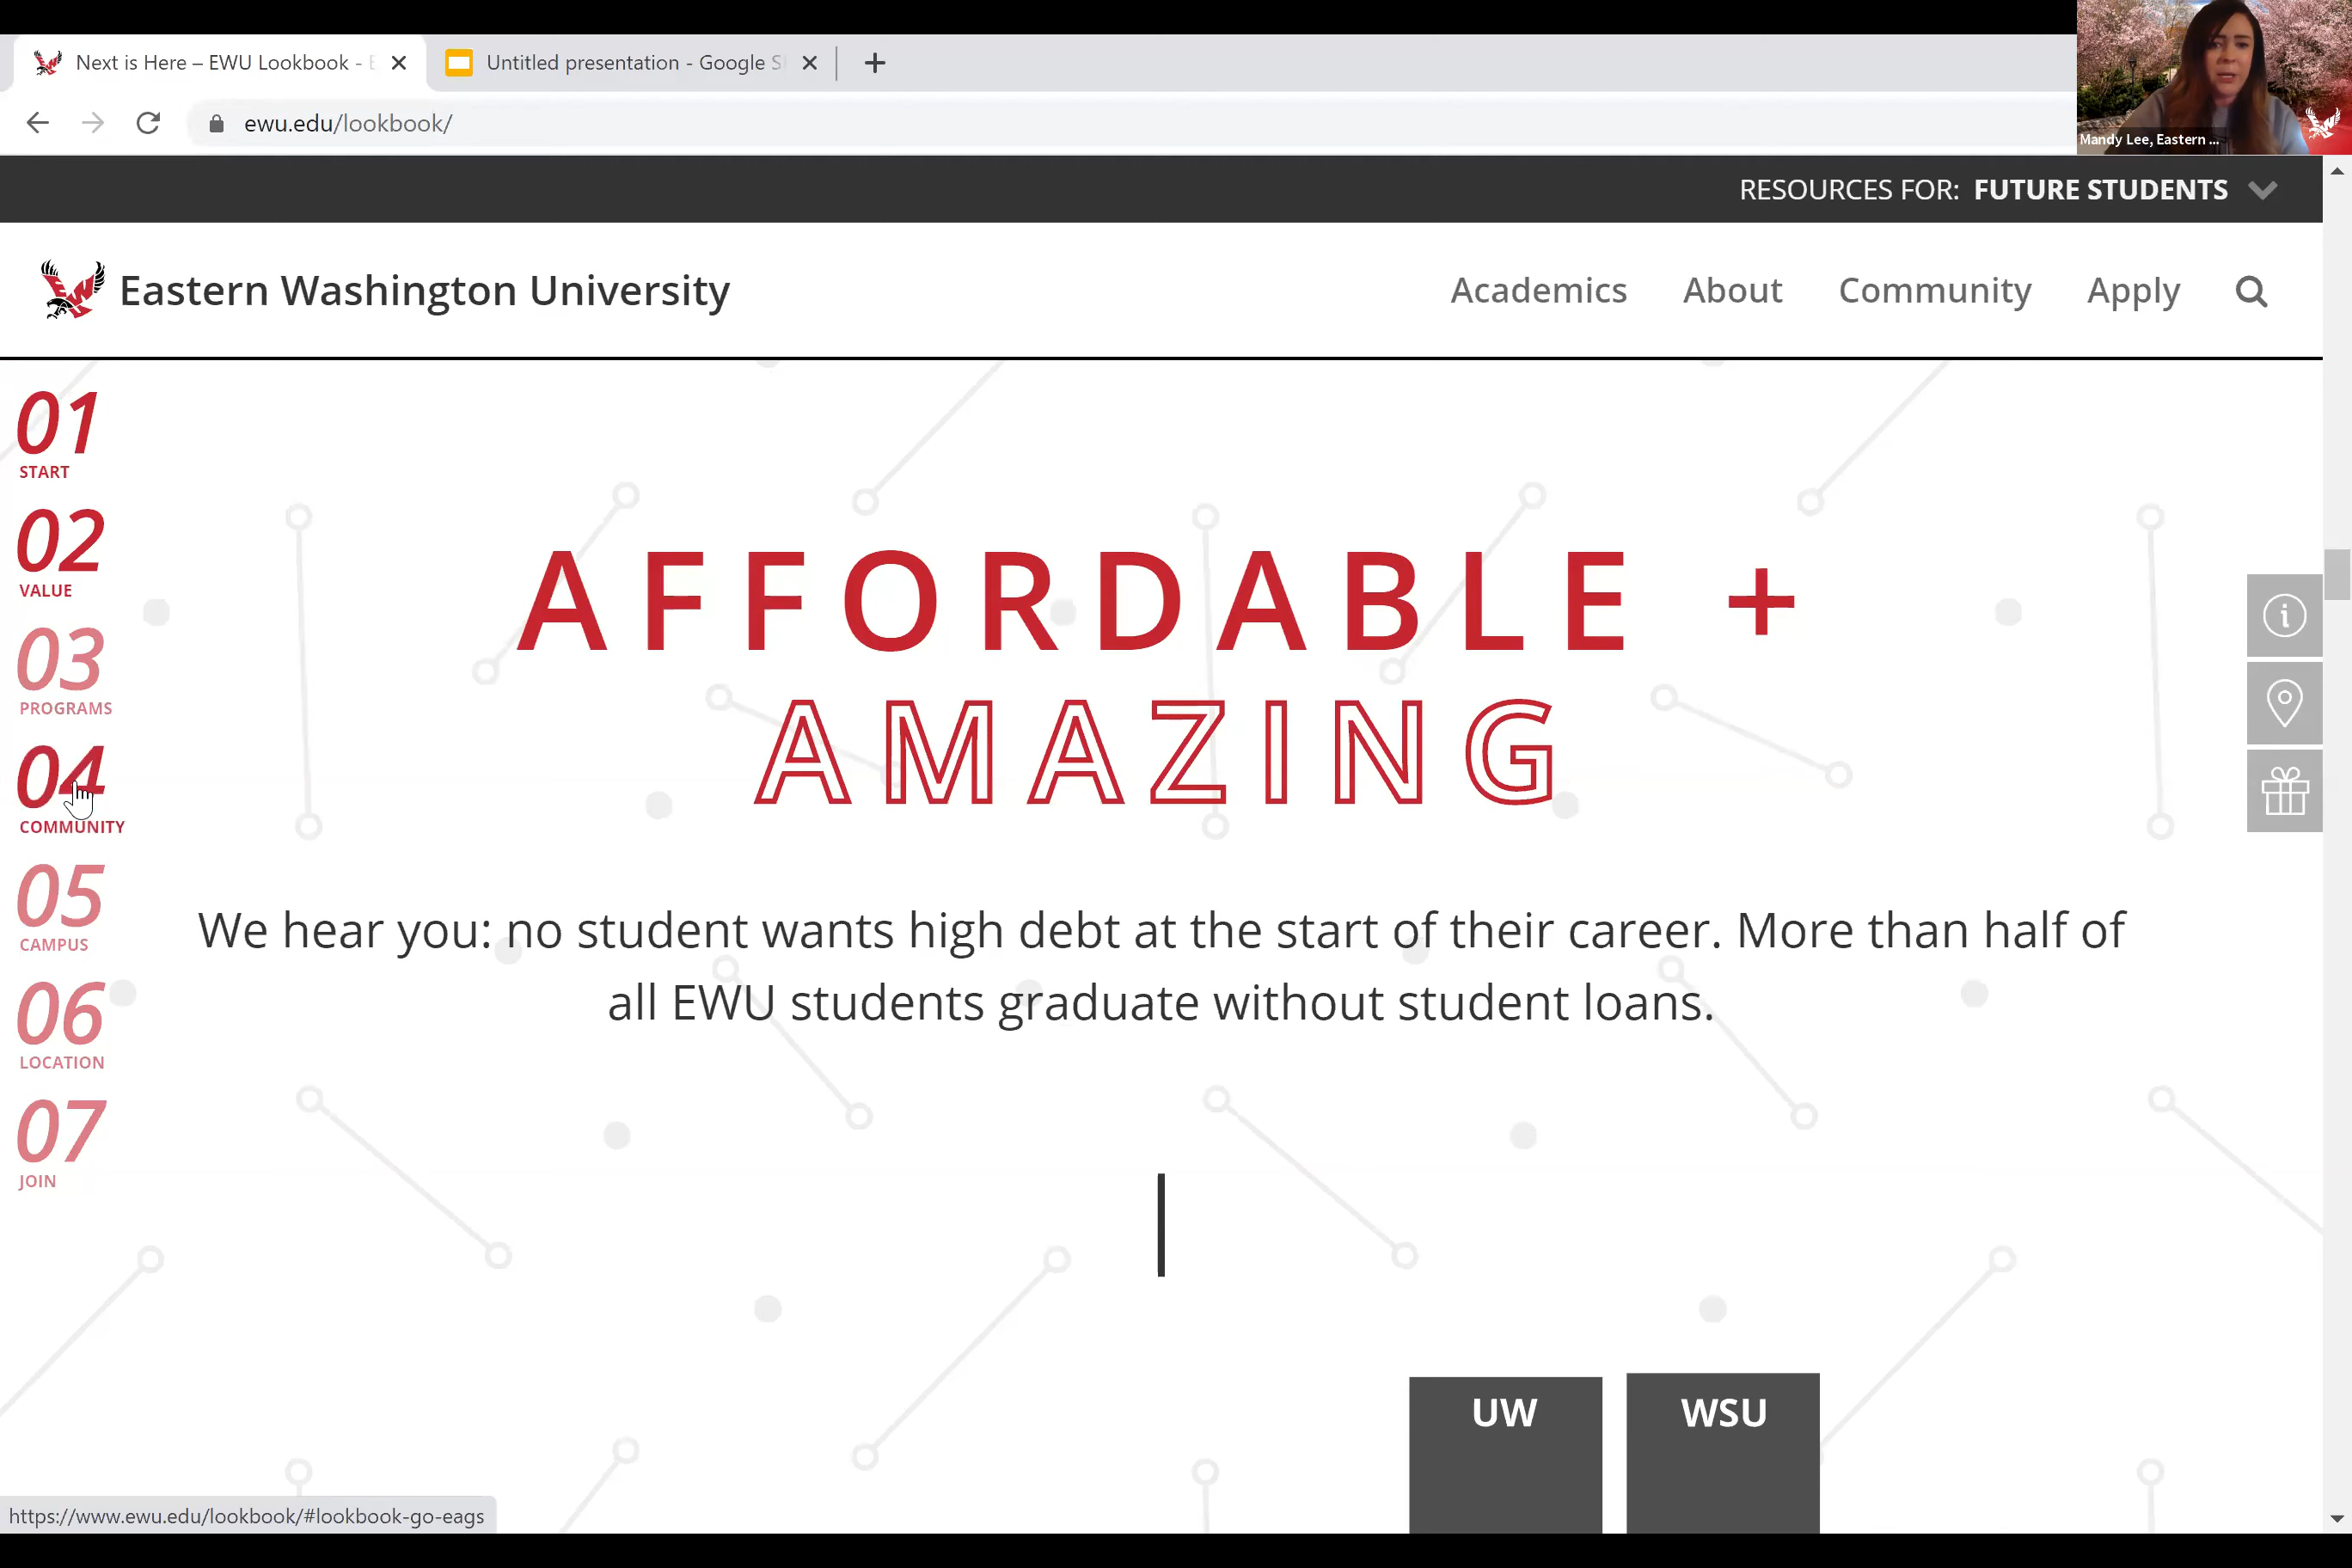 Next is Here – EWU Lookbook - E
Untitled presentation - Google S
ewu.edu/lookbook/
Mandy Lee, Eastern ...
RESOURCES FOR: FUTURE STUDENTS
Eastern Washington University
Academics About Community Apply
01
START
02
VALUE
03
PROGRAMS
04
COMMUNITY
05
CAMPUS
06
LOCATION
07
JOIN
AFFORDABLE +
AMAZING
We hear you: no student wants high debt at the start of their career. More than half of
all EWU students graduate without student loans.
UW WSU
https://www.ewu.edu/lookbook/#lookbook-go-eags